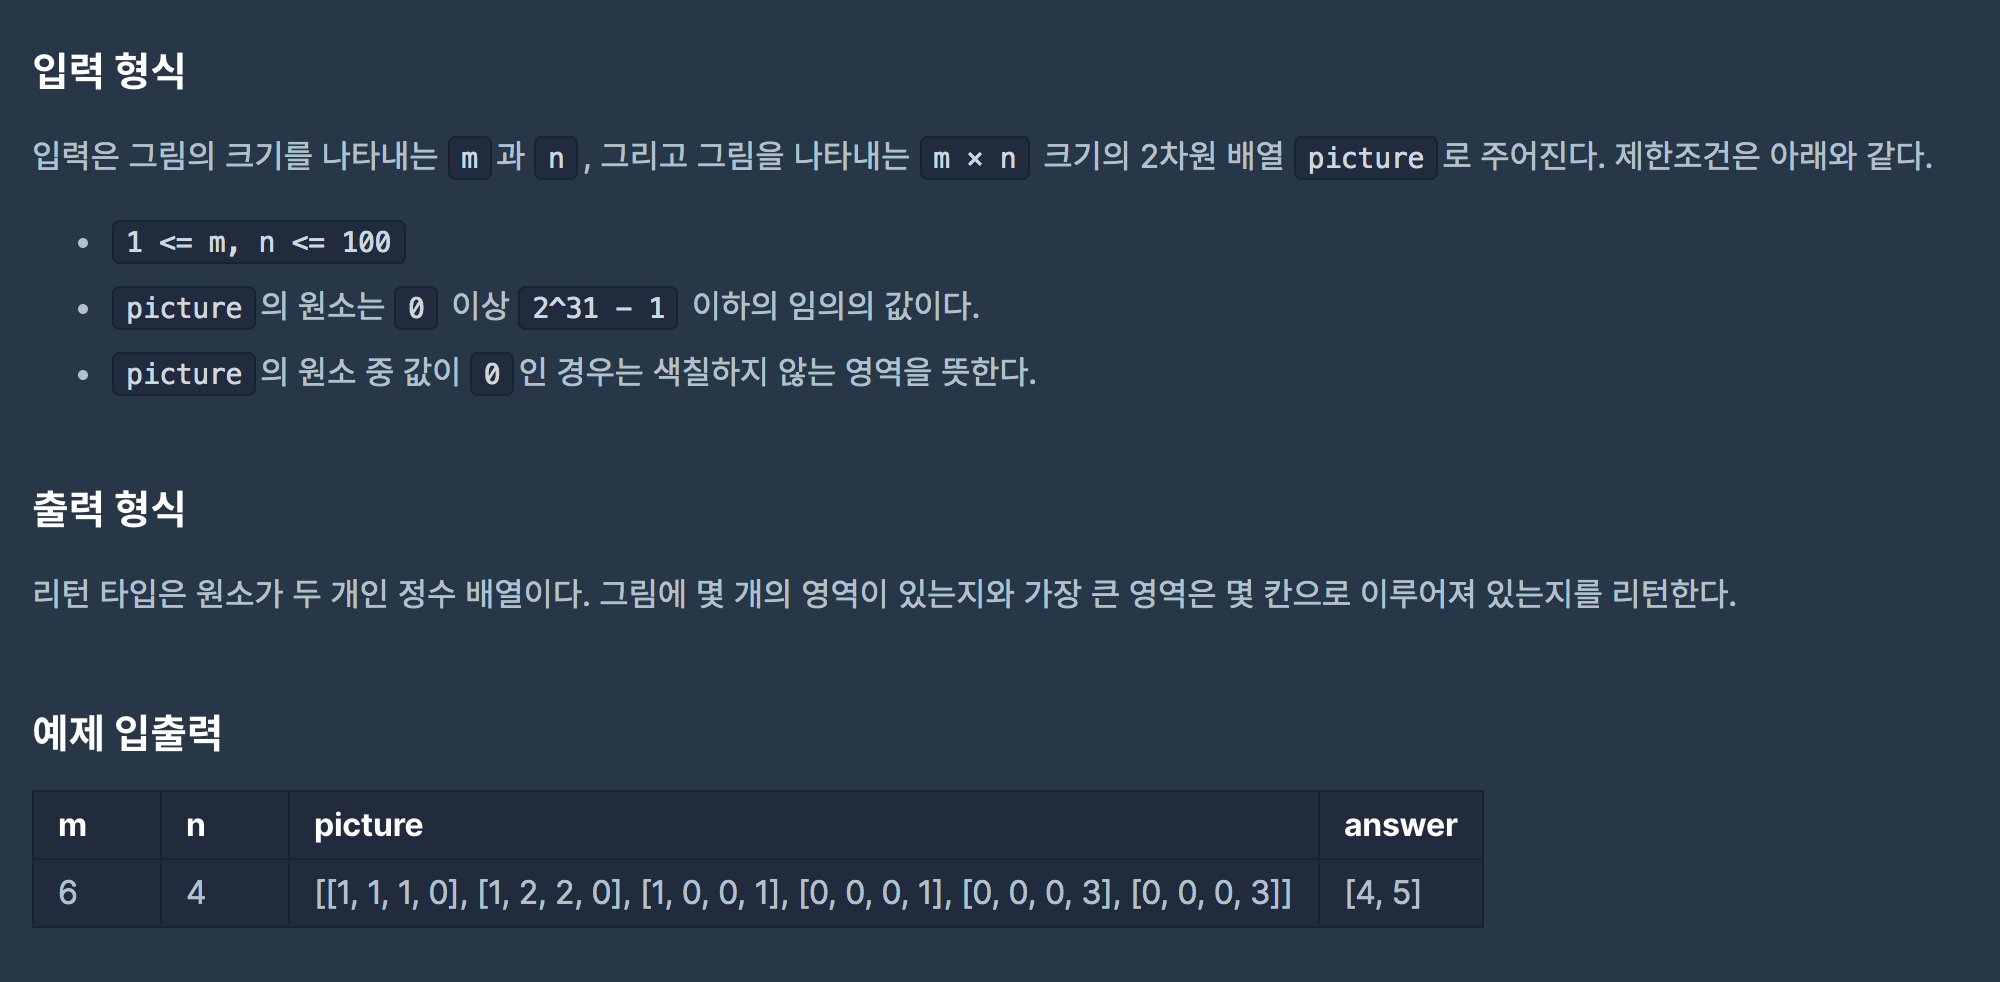 입력 형식
입력은 그림의 크기를 나타내는 m 과 n , 그리고 그림을 나타내는 m × n 크기의 2차원 배열 picture 로 주어진다. 제한조건은 아래와 같다.
• 1 <= m, n <= 100
• picture 의 원소는 0 이상 2^31 - 1 이하의 임의의 값이다.
• picture 의 원소 중 값이 0 인 경우는 색칠하지 않는 영역을 뜻한다.
출력 형식
리턴 타입은 원소가 두 개인 정수 배열이다. 그림에 몇 개의 영역이 있는지와 가장 큰 영역은 몇 칸으로 이루어져 있는지를 리턴한다.
예제 입출력
m n picture answer
6 4 [[1, 1, 1, 0], [1, 2, 2, 0], [1, 0, 0, 1], [0, 0, 0, 1], [0, 0, 0, 3], [0, 0, 0, 3]] [4, 5]